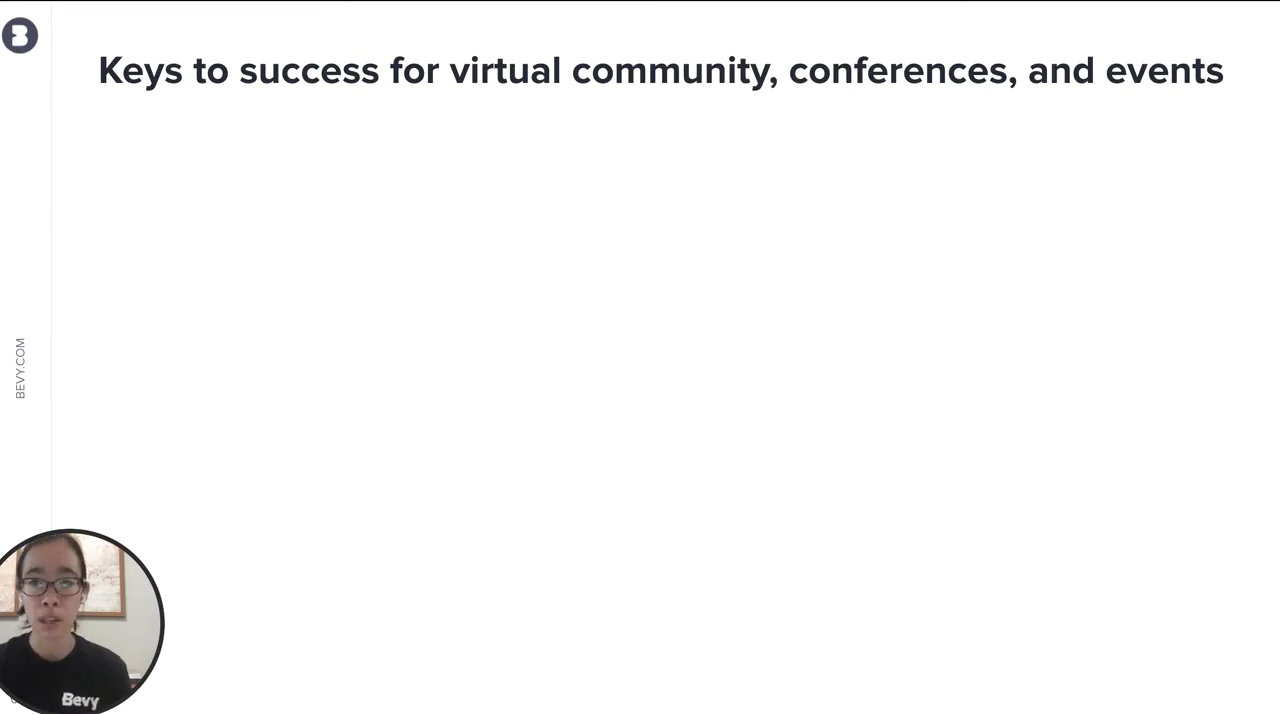 Keys to success for virtual community, conferences, and events
BEVY.COM
Bevy